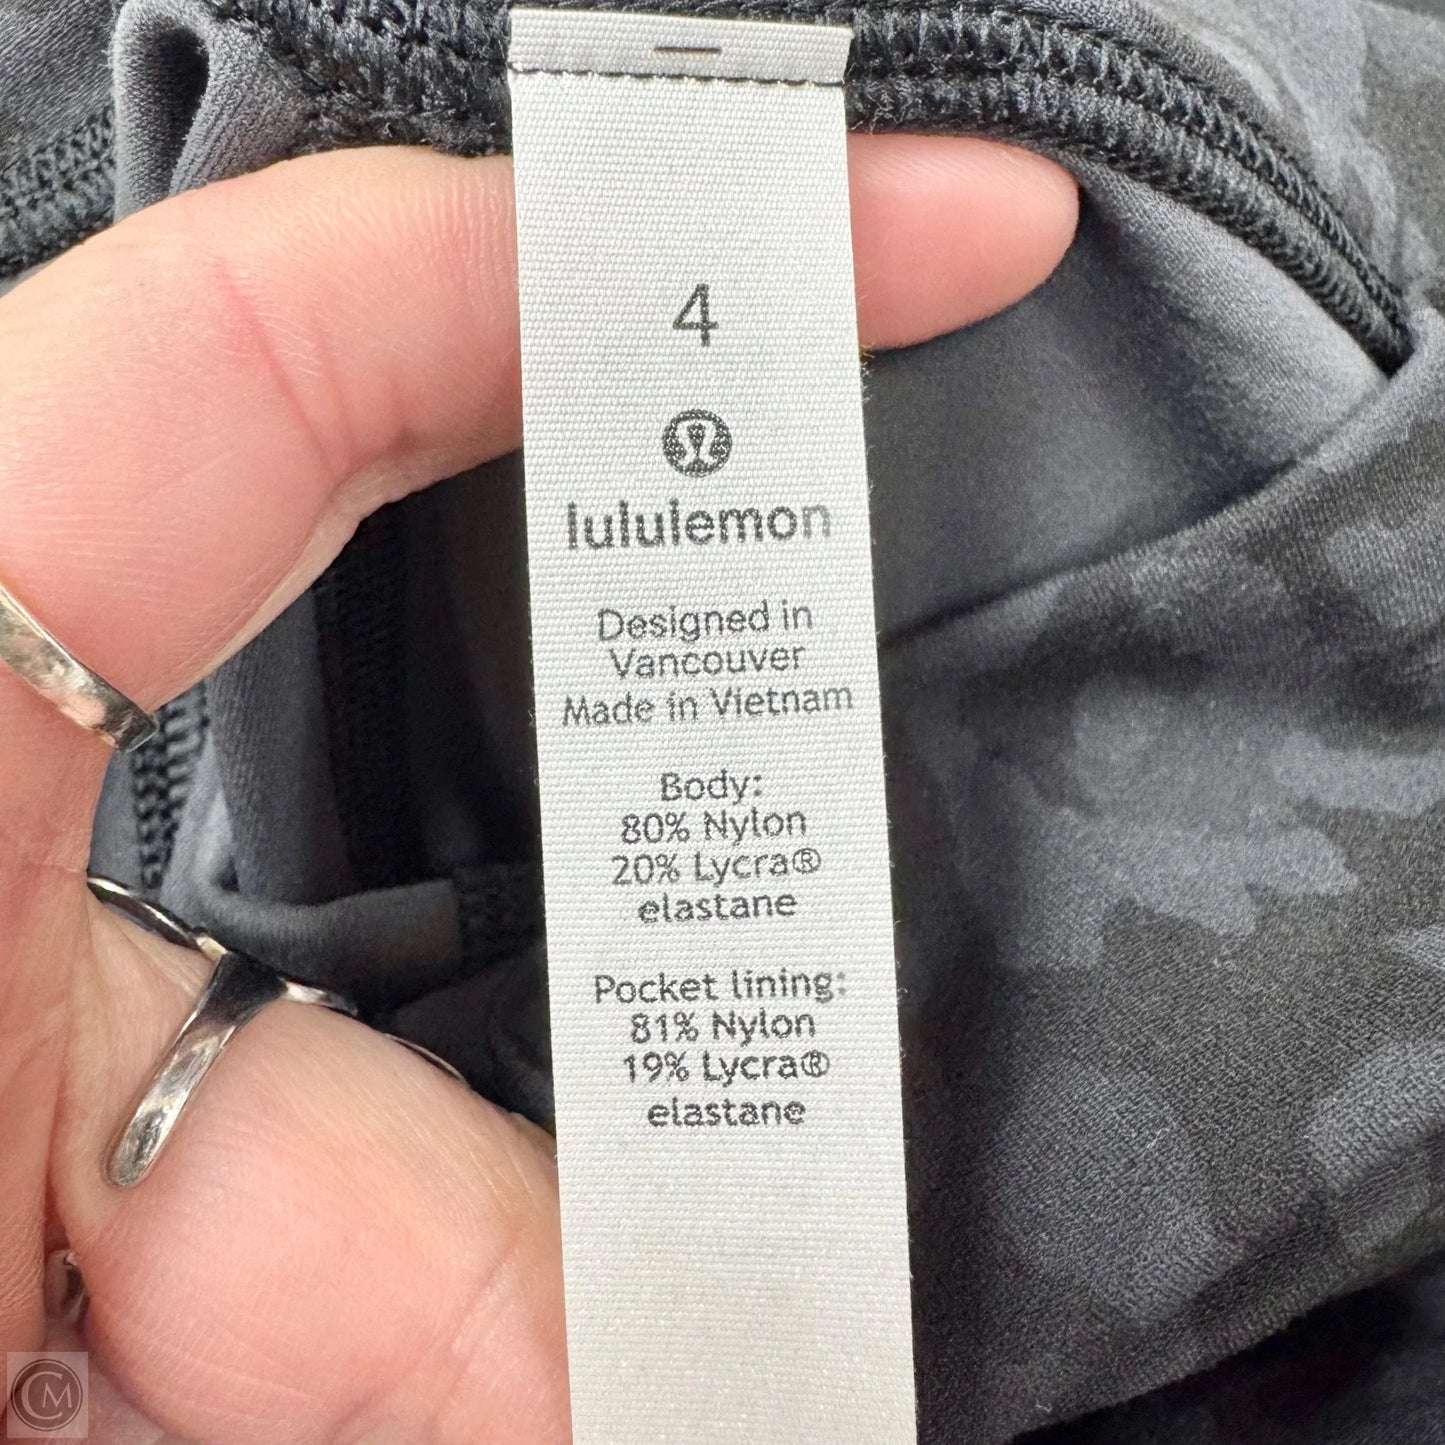 4
lululemon
Designed in
Vancouver
Made in Vietnam
Body:
80% Nylon
20% Lycra®
elastane
Pocket lining:
81% Nylon
19% Lycra®
elastane
CM